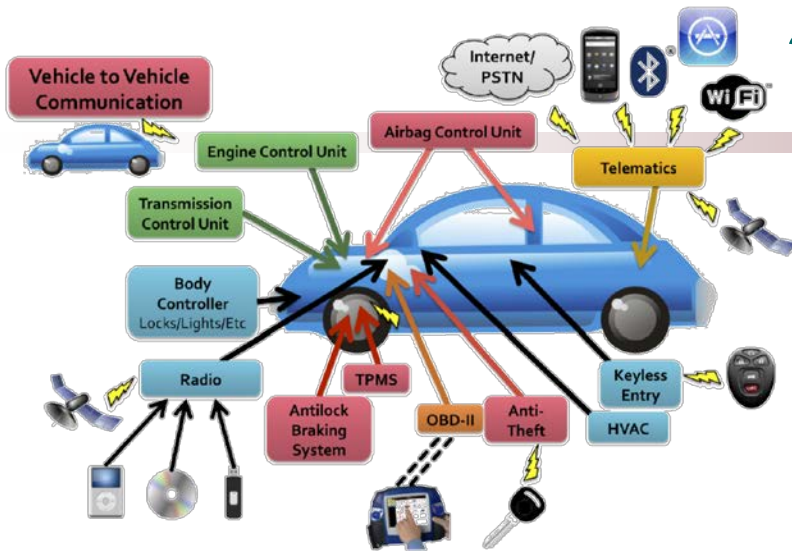 Vehicle to Vehicle
Communication
Internet/
PSTN
WiFi
Engine Control Unit
Airbag Control Unit
Telematics
Transmission
Control Unit
Body
Controller
Locks/Lights/Etc
Radio
TPMS
Antilock
Braking
System
OBD-II
Anti-
Theft
Keyless
Entry
HVAC